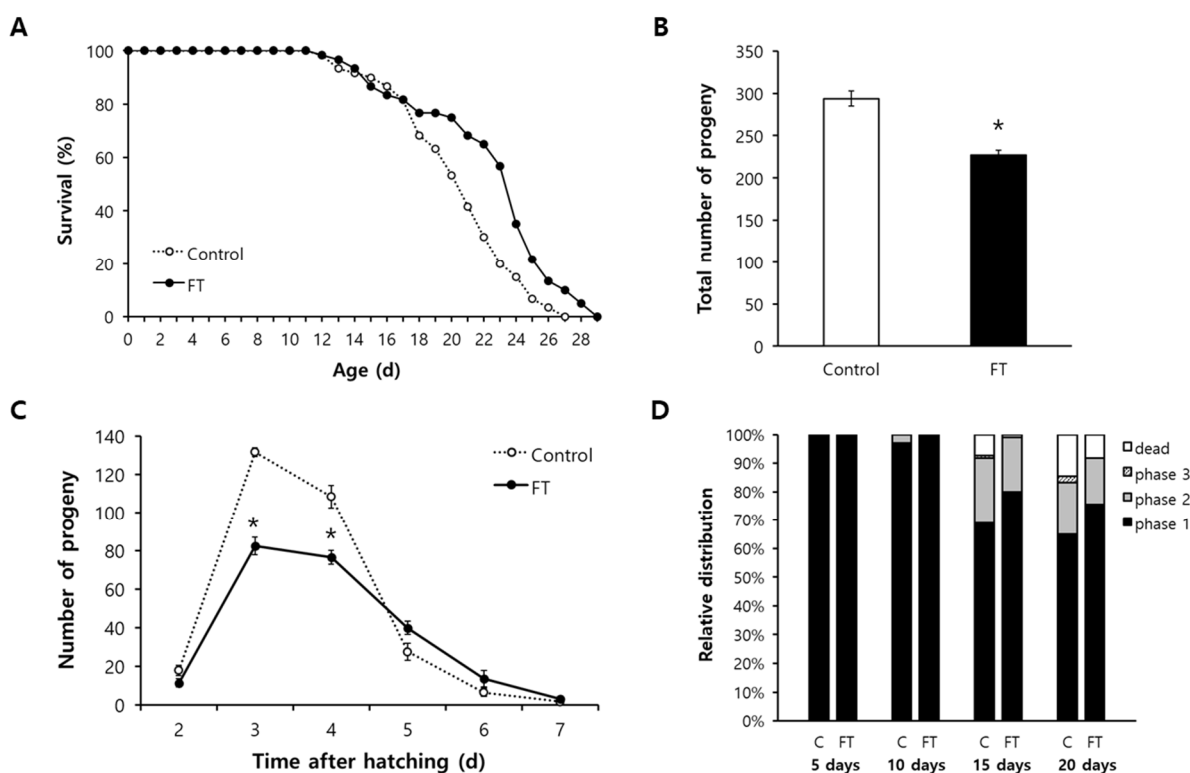 A
100
80
60
40
20
0
Survival (%)
Control
FT
0 2 4 6 8 10 12 14 16 18 20 22 24 26 28
Age (d)
B
350
300
250
200
150
100
50
0
Total number of progeny
*
Control FT
C
140
120
100
80
60
40
20
0
Number of progeny
Control
FT
* *
2 3 4 5 6 7
Time after hatching (d)
D
100%
90%
80%
70%
60%
50%
40%
30%
20%
10%
0%
Relative distribution
dead
phase 3
phase 2
phase 1
C FT C FT C FT C FT
5 days 10 days 15 days 20 days